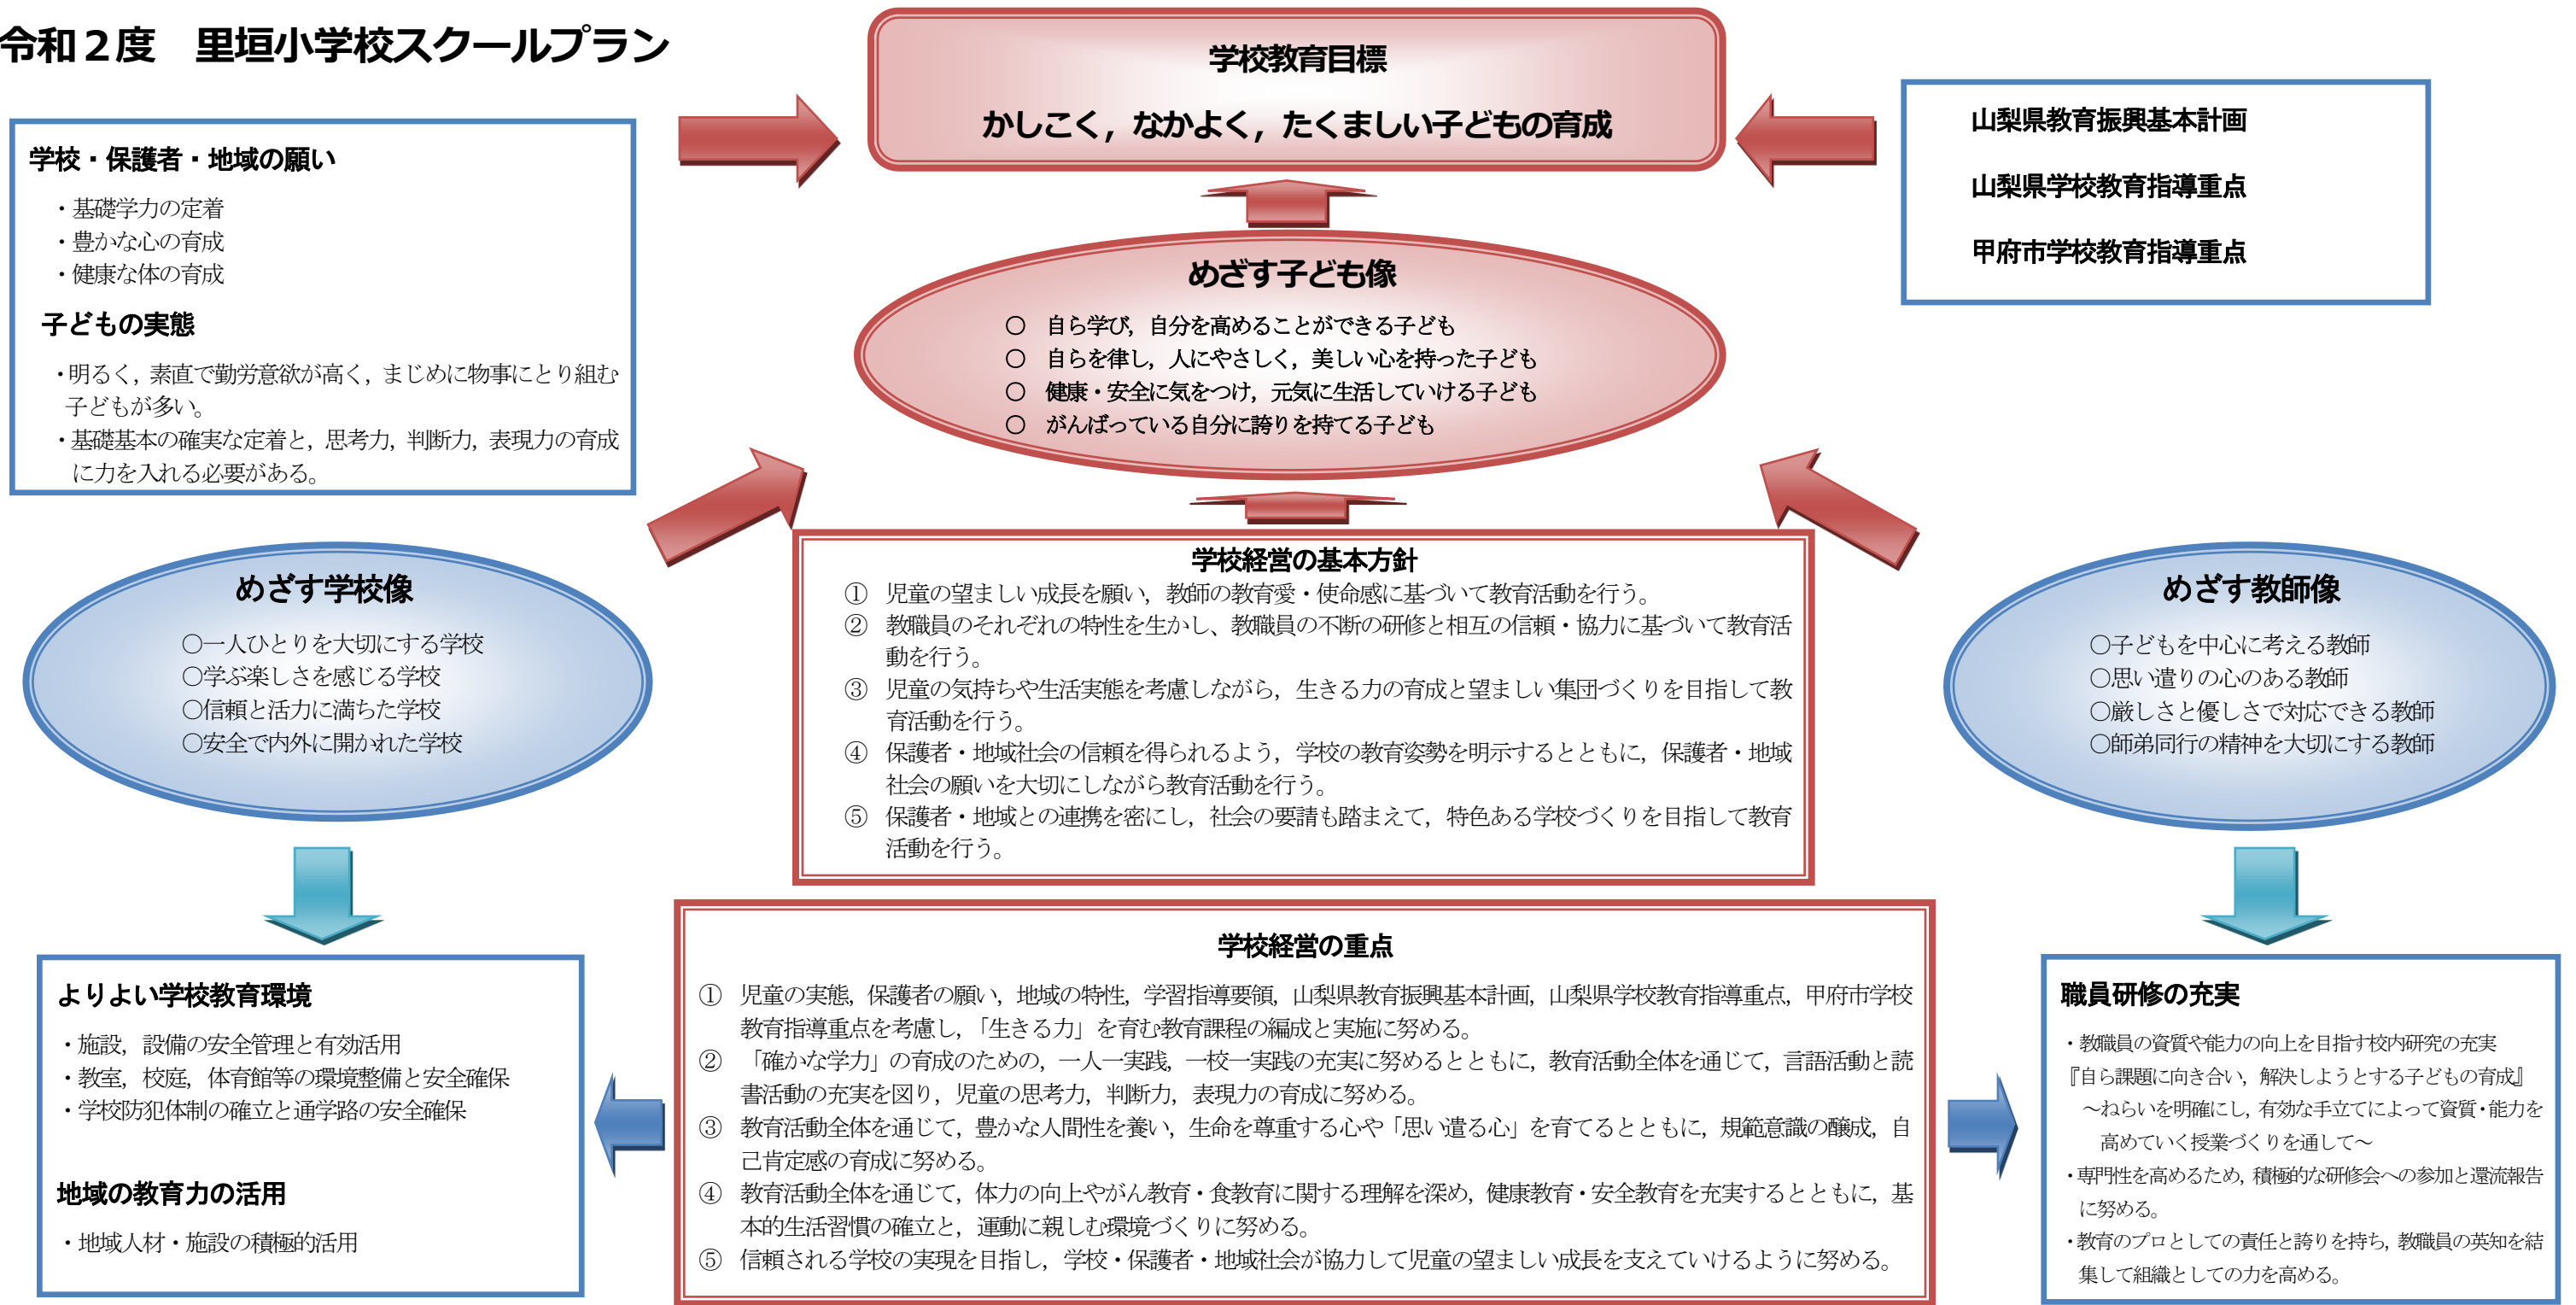 令和２度　里垣小学校スクールプラン
学校教育目標
かしこく，なかよく，たくましい子どもの育成
山梨県教育振興基本計画
山梨県学校教育指導重点
甲府市学校教育指導重点
学校・保護者・地域の願い
・基礎学力の定着
・豊かな心の育成
・健康な体の育成
子どもの実態
・明るく，素直で勤労意欲が高く，まじめに物事にとり組む
子どもが多い。
・基礎基本の確実な定着と，思考力，判断力，表現力の育成
に力を入れる必要がある。
めざす子ども像
○　自ら学び，自分を高めることができる子ども
○　自らを律し，人にやさしく，美しい心を持った子ども
○　健康・安全に気をつけ，元気に生活していける子ども
○　がんばっている自分に誇りを持てる子ども
めざす学校像
○一人ひとりを大切にする学校
○学ぶ楽しさを感じる学校
○信頼と活力に満ちた学校
○安全で内外に開かれた学校
学校経営の基本方針
①　児童の望ましい成長を願い，教師の教育愛・使命感に基づいて教育活動を行う。
②　教職員のそれぞれの特性を生かし、教職員の不断の研修と相互の信頼・協力に基づいて教育活
動を行う。
③　児童の気持ちや生活実態を考慮しながら，生きる力の育成と望ましい集団づくりを目指して教
育活動を行う。
④　保護者・地域社会の信頼を得られるよう，学校の教育姿勢を明示するとともに，保護者・地域
社会の願いを大切にしながら教育活動を行う。
⑤　保護者・地域との連携を密にし，社会の要請も踏まえて，特色ある学校づくりを目指して教育
活動を行う。
めざす教師像
○子どもを中心に考える教師
○思い遣りの心のある教師
○厳しさと優しさで対応できる教師
○師弟同行の精神を大切にする教師
よりよい学校教育環境
・施設，設備の安全管理と有効活用
・教室，校庭，体育館等の環境整備と安全確保
・学校防犯体制の確立と通学路の安全確保
地域の教育力の活用
・地域人材・施設の積極的活用
学校経営の重点
①　児童の実態，保護者の願い，地域の特性，学習指導要領，山梨県教育振興基本計画，山梨県学校教育指導重点，甲府市学校
教育指導重点を考慮し，「生きる力」を育む教育課程の編成と実施に努める。
②　「確かな学力」の育成のための，一人一実践，一校一実践の充実に努めるとともに，教育活動全体を通じて，言語活動と読
書活動の充実を図り，児童の思考力，判断力，表現力の育成に努める。
③　教育活動全体を通じて，豊かな人間性を養い，生命を尊重する心や「思い遣る心」を育てるとともに，規範意識の醸成，自
己肯定感の育成に努める。
④　教育活動全体を通じて，体力の向上やがん教育・食教育に関する理解を深め，健康教育・安全教育を充実するとともに，基
本的生活習慣の確立と，運動に親しむ環境づくりに努める。
⑤　信頼される学校の実現を目指し，学校・保護者・地域社会が協力して児童の望ましい成長を支えていけるように努める。
職員研修の充実
・教職員の資質や能力の向上を目指す校内研究の充実
『自ら課題に向き合い，解決しようとする子どもの育成』
～ねらいを明確にし，有効な手立てによって資質・能力を
高めていく授業づくりを通して～
・専門性を高めるため，積極的な研修会への参加と還流報告
に努める。
・教育のプロとしての責任と誇りを持ち，教職員の英知を結
集して組織としての力を高める。